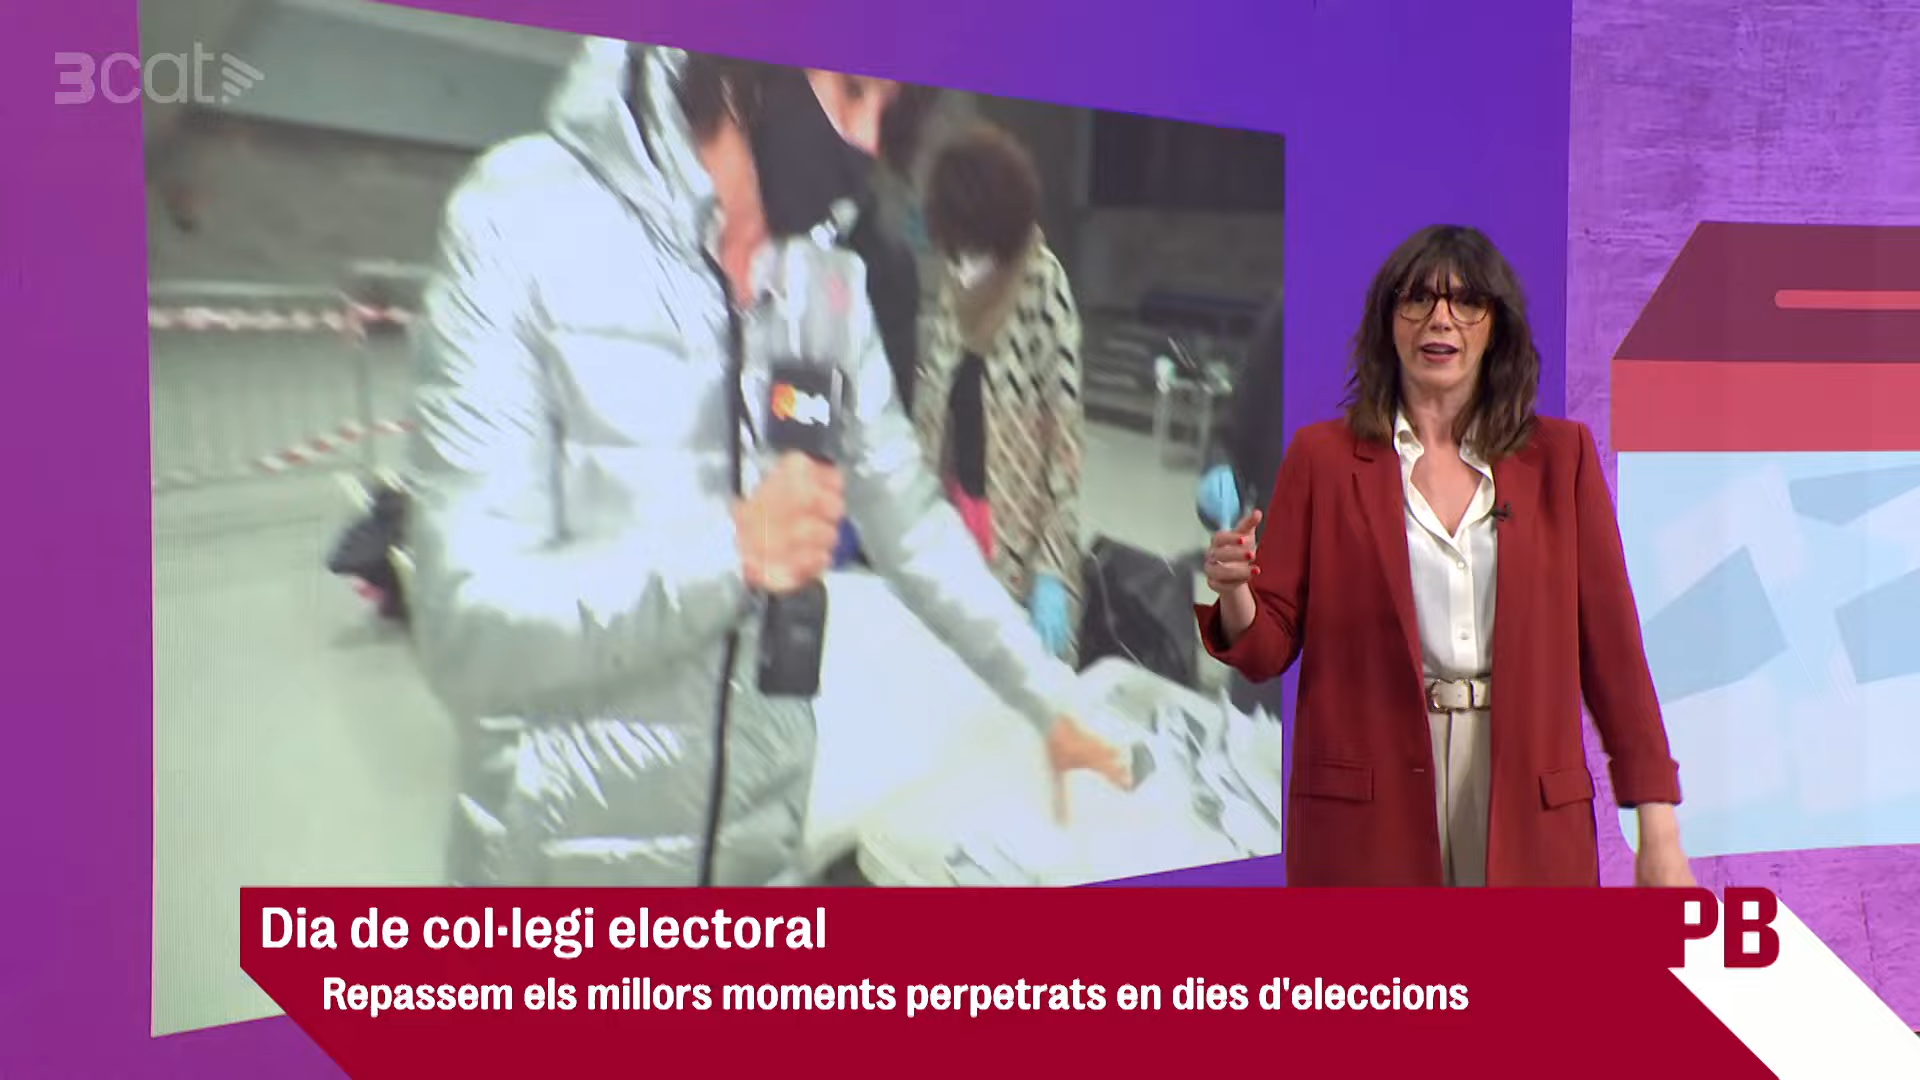 3cat
Dia de col·legi electoral
PB
Repassem els millors moments perpetrats en dies d'eleccions